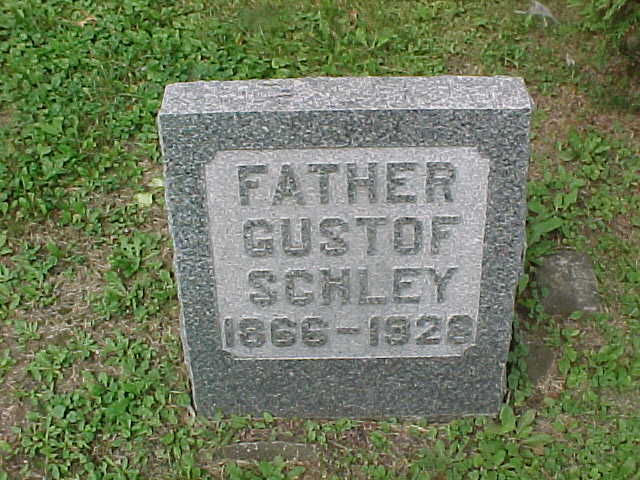 FATHER
GUSTOF
SCHLEY
1866-1928